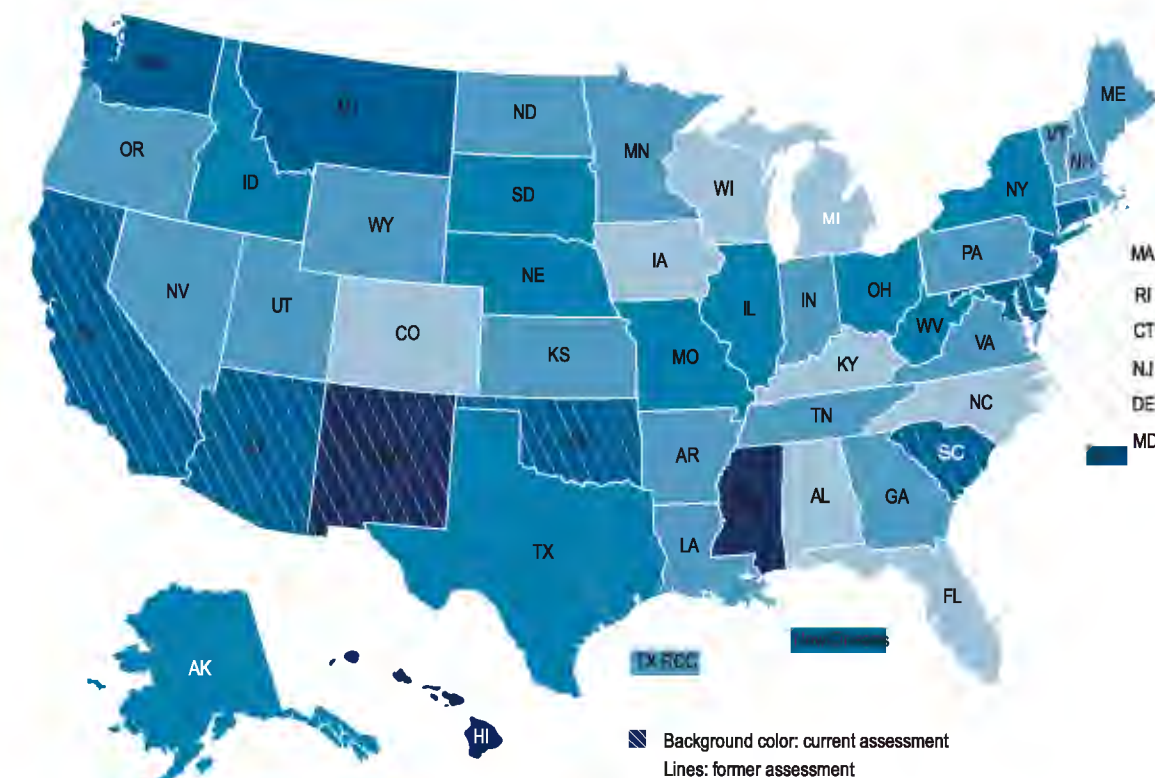 ME
ND
MT
VT
NH
OR
MN
ID
WI
NY
SD
MI
WY
PA
MA
IA
NE
RI
NV
UT
IN
OH
IL
WV
CO
CT
VA
KS
MO
KY
NJ
DE
NC
TN
MD
AR
SC
AL
GA
LA
TX
FL
TX RCC
AK
HI
Background color: current assessment
Lines: former assessment